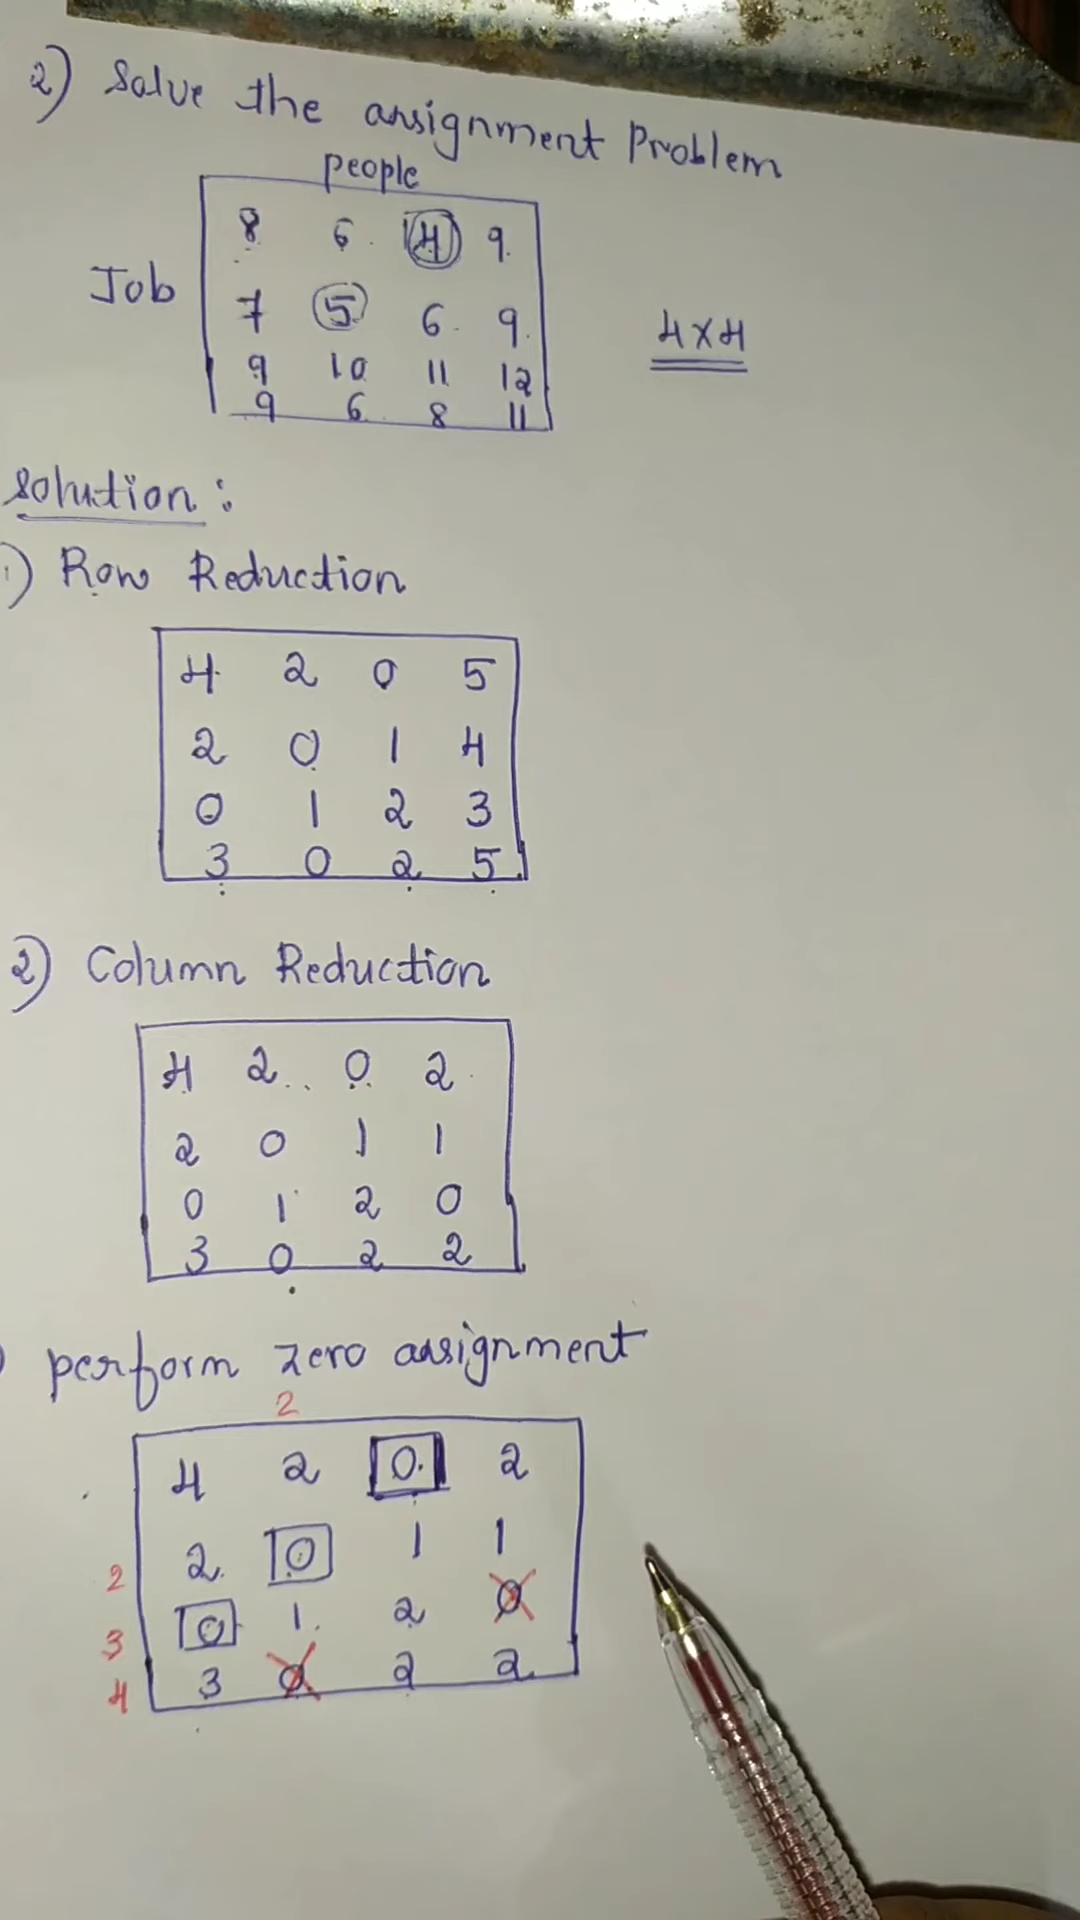 2) Solve the assignment Problem
people
8 6 4 9
Job
7 5 6 9
4x4
9 10 11 12
9 6 8 11
Solution :
1) Row Reduction
4 2 0 5
2 0 1 4
0 1 2 3
3 0 2 5
2) Column Reduction
4 2 0 2
2 0 1 1
0 1 2 0
3 0 2 2
) perform zero assignment
2
4 2 0 2
2 2 0 1 1
3 0 1 2 0
4 3 0 2 2